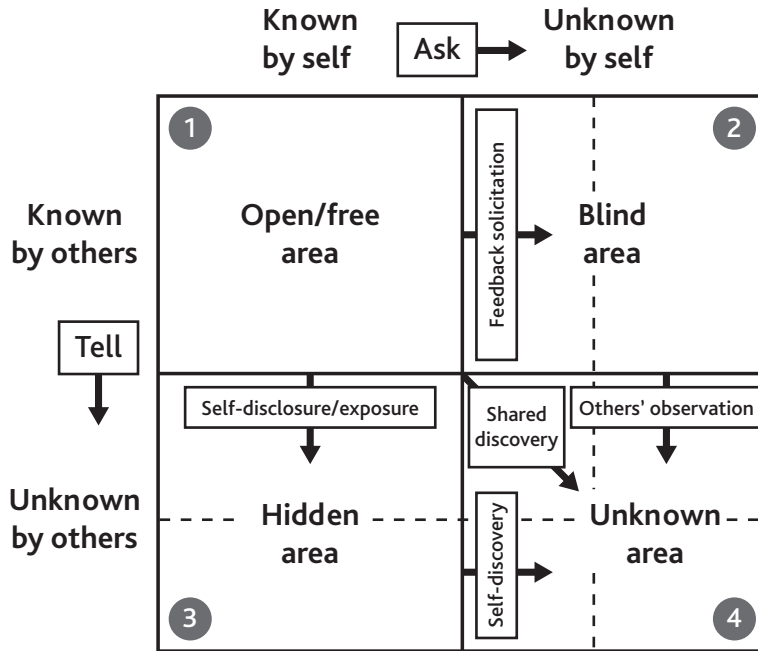 Known
by self
Ask
Unknown
by self
1
2
Known
by others
Open/free
area
Feedback solicitation
Blind
area
Tell
Self-disclosure/exposure
Shared
discovery
Others' observation
Unknown
by others
Hidden
area
Self-discovery
Unknown
area
3
4